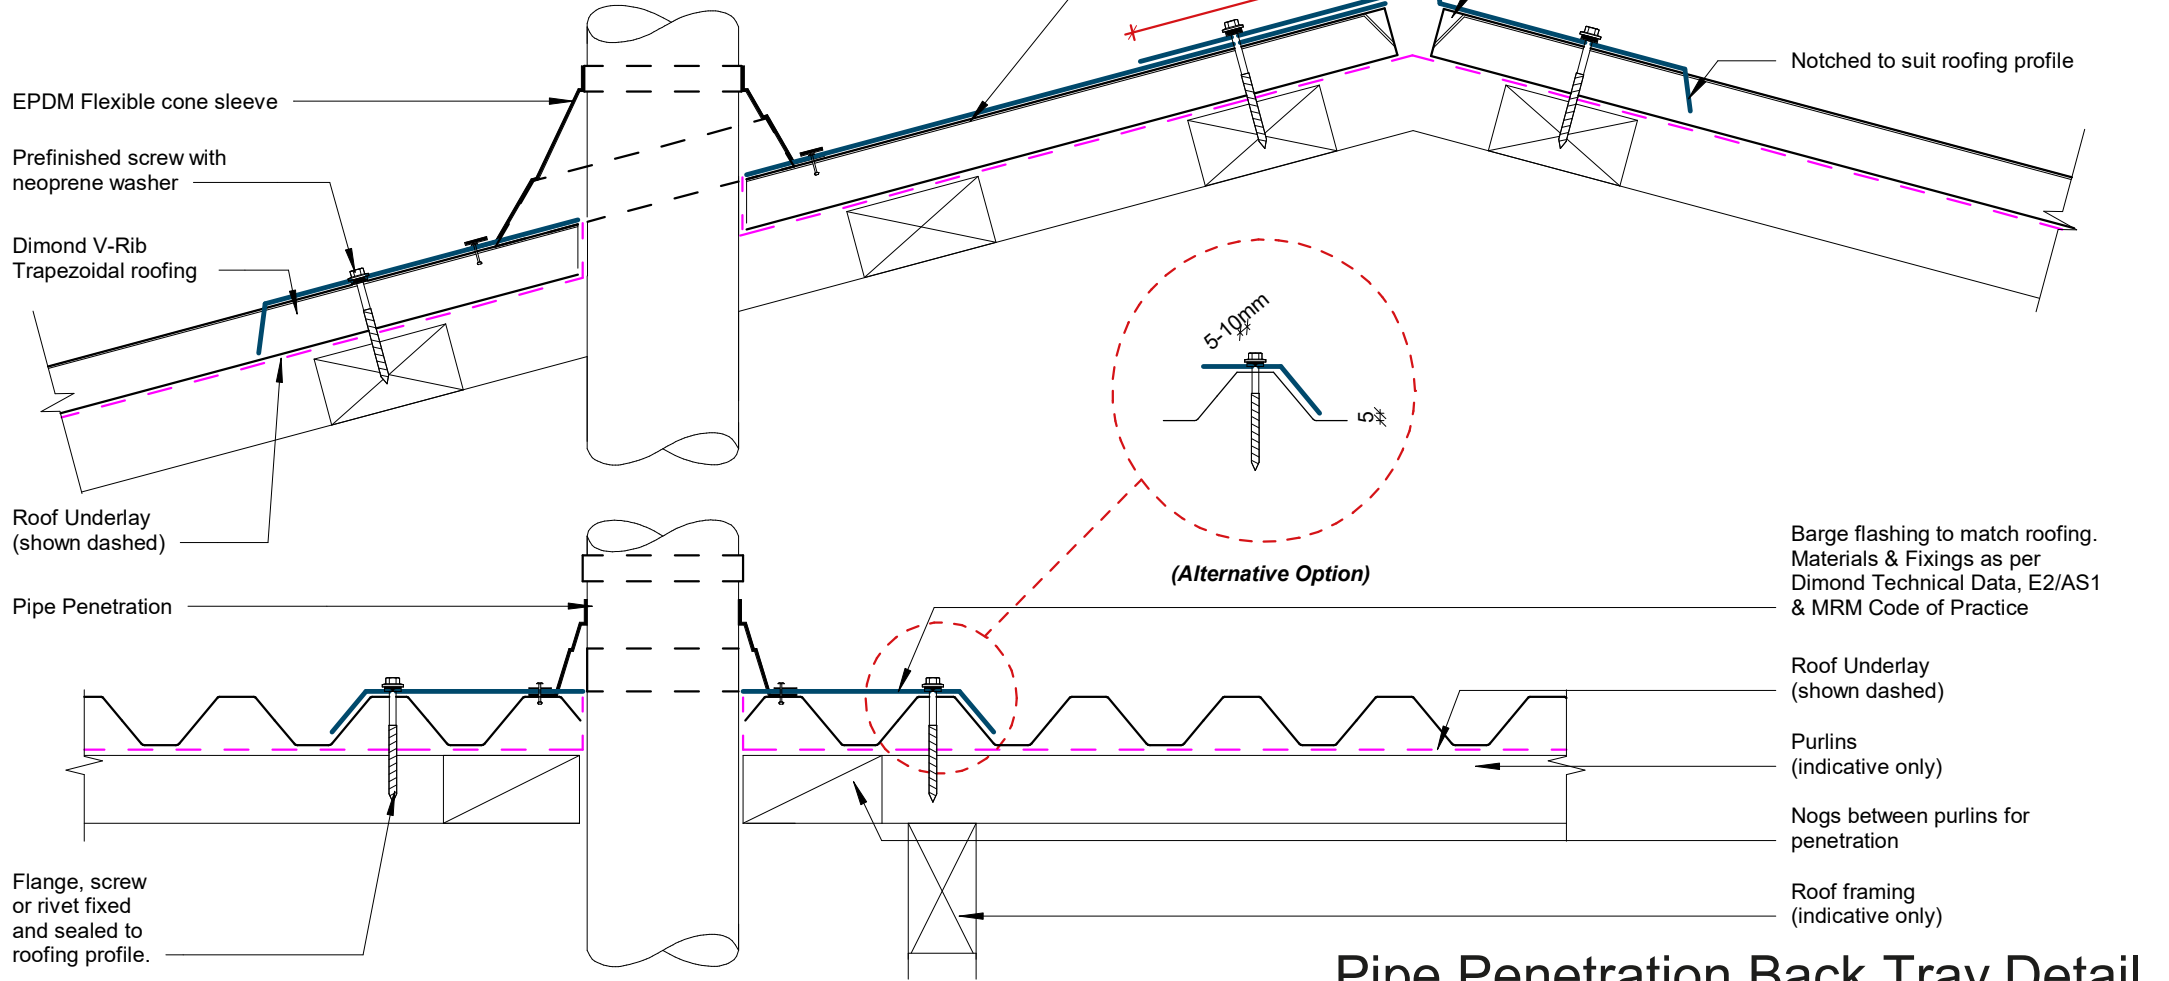 EPDM Flexible cone sleeve
Prefinished screw with
neoprene washer
Dimond V-Rib
Trapezoidal roofing
Roof Underlay
(shown dashed)
Pipe Penetration
Flange, screw
or rivet fixed
and sealed to
roofing profile.
5-10mm
5
(Alternative Option)
Notched to suit roofing profile
Barge flashing to match roofing.
Materials & Fixings as per
Dimond Technical Data, E2/AS1
& MRM Code of Practice
Roof Underlay
(shown dashed)
Purlins
(indicative only)
Nogs between purlins for
penetration
Roof framing
(indicative only)
Pipe Penetration Back Tray Detail